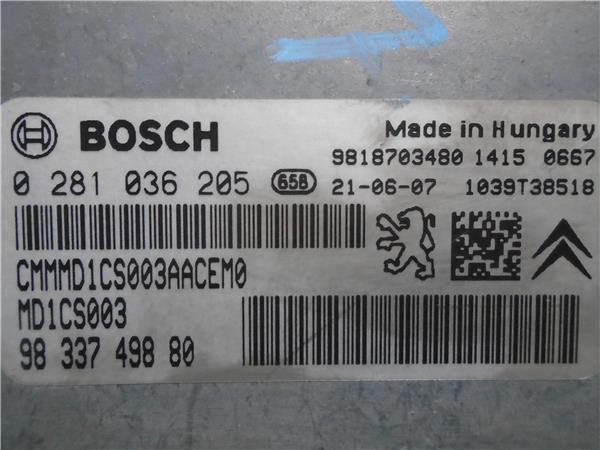 BOSCH
Made in Hungary
9818703480 1415 0667
0 281 036 205 65B 21-06-07 1039T38518
CMMMD1CS003AACEM0
MD1CS003
98 337 498 80